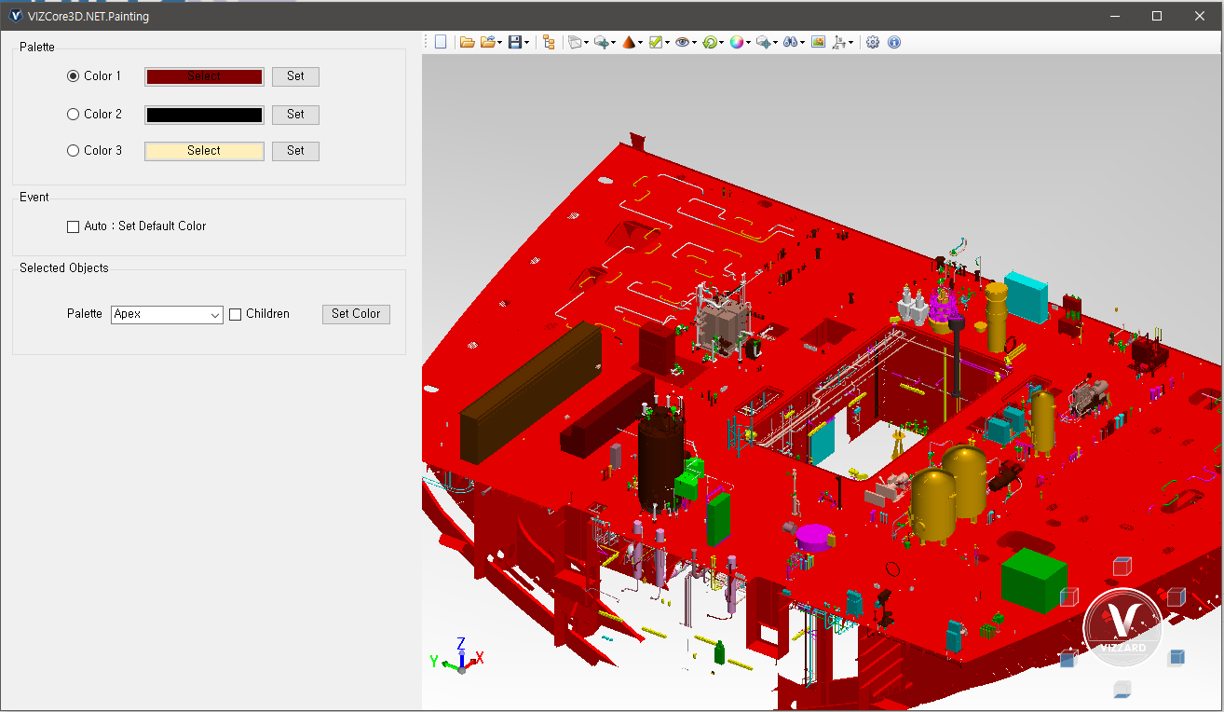 VIZCore3D.NET.Painting
Palette
Color 1 Select Set
Color 2 Set
Color 3 Select Set
Event
Auto : Set Default Color
Selected Objects
Palette Apex Children Set Color
Z
Y X
VIZZARD